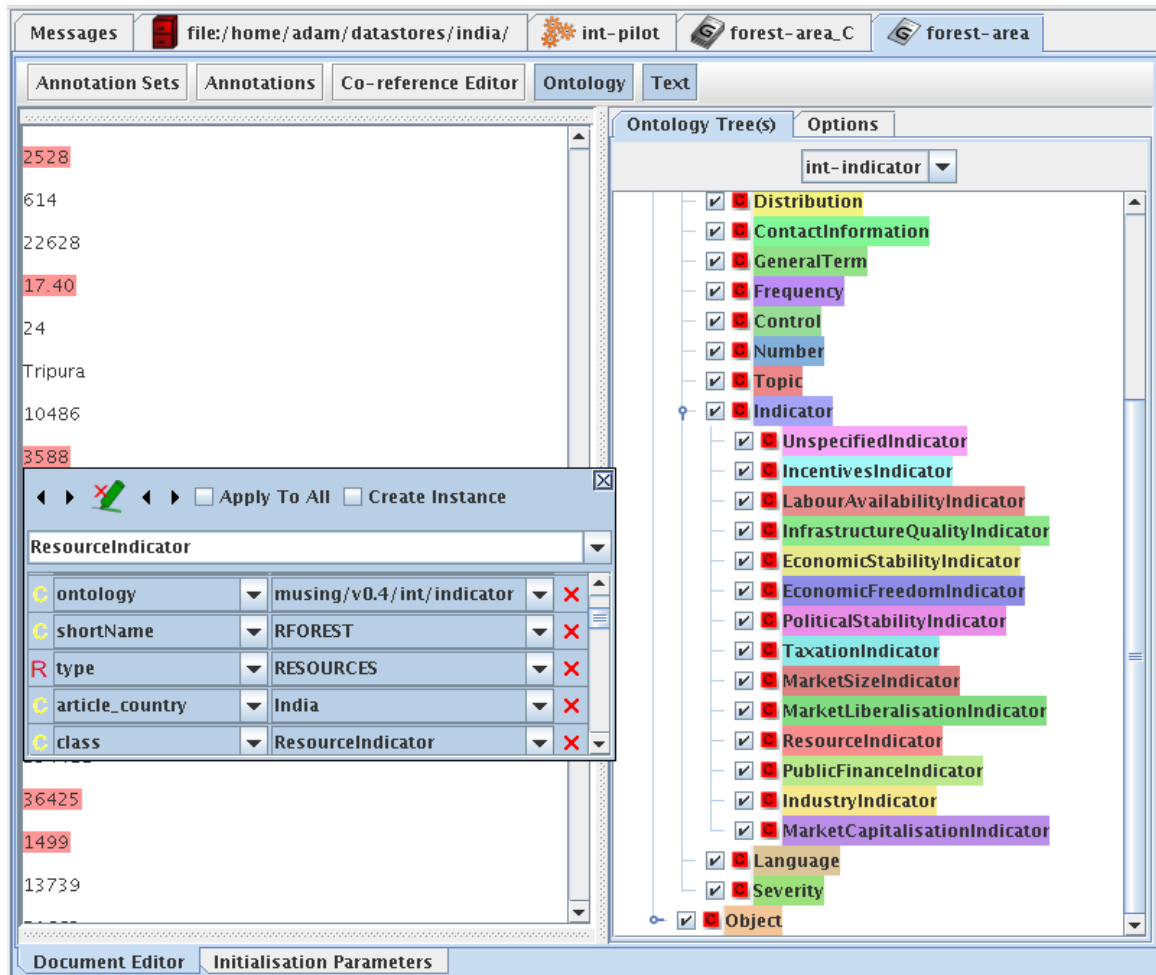 Messages
file:/home/adam/datastores/india/
int-pilot
forest-area_C
forest-area
Annotation Sets
Annotations
Co-reference Editor
Ontology
Text
2528
614
22628
17.40
24
Tripura
10486
3588
Apply To All
Create Instance
ResourceIndicator
C ontology musing/v0.4/int/indicator
C shortName RFOREST
R type RESOURCES
C article_country India
C class ResourceIndicator
36425
1499
13739
Ontology Tree(s)
Options
int-indicator
C Distribution
C ContactInformation
C GeneralTerm
C Frequency
C Control
C Number
C Topic
C Indicator
C UnspecifiedIndicator
C IncentivesIndicator
C LabourAvailabilityIndicator
C InfrastructureQualityIndicator
C EconomicStabilityIndicator
C EconomicFreedomIndicator
C PoliticalStabilityIndicator
C TaxationIndicator
C MarketSizeIndicator
C MarketLiberalisationIndicator
C ResourceIndicator
C PublicFinanceIndicator
C IndustryIndicator
C MarketCapitalisationIndicator
C Language
C Severity
C Object
Document Editor
Initialisation Parameters